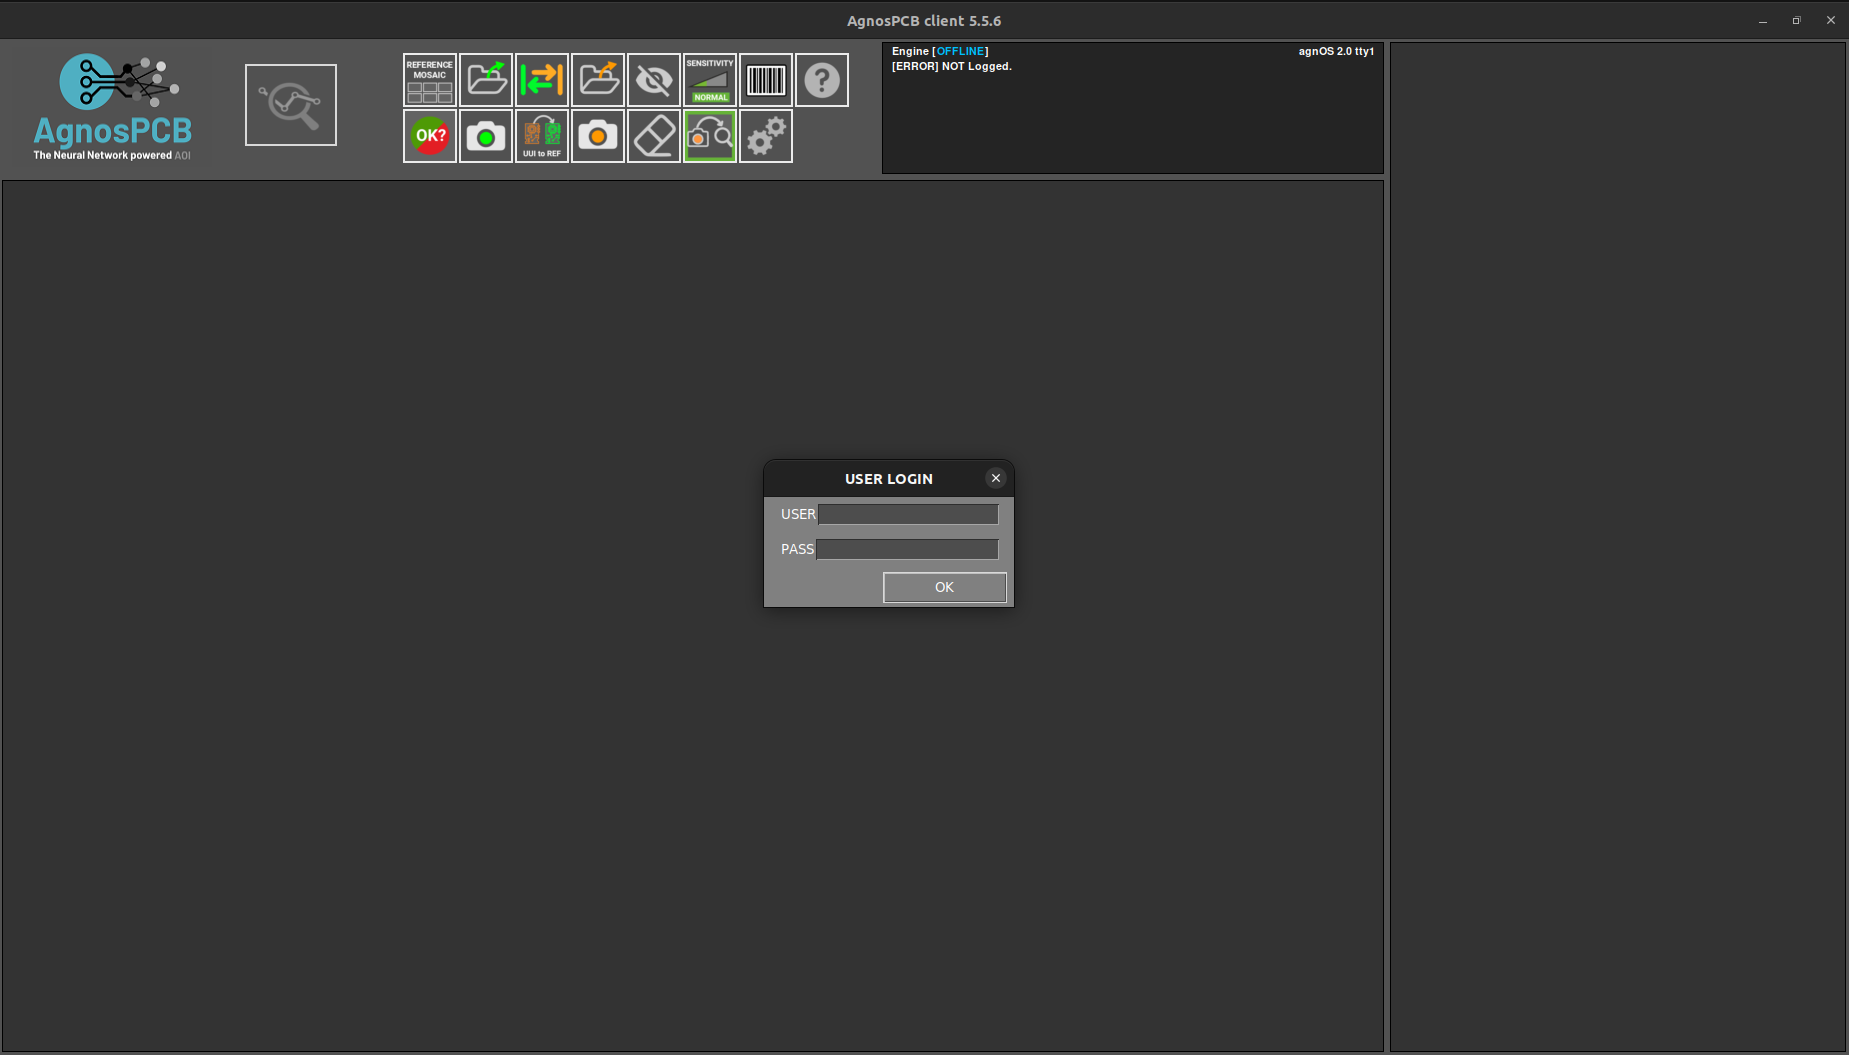 AgnosPCB client 5.5.6
AgnosPCB
The Neural Network powered AOI
REFERENCE
MOSAIC
SENSITIVITY
NORMAL
?
OK?
UUI to REF
Engine [OFFLINE]
agnOS 2.0 tty1
[ERROR] NOT Logged.
USER LOGIN
USER
PASS
OK